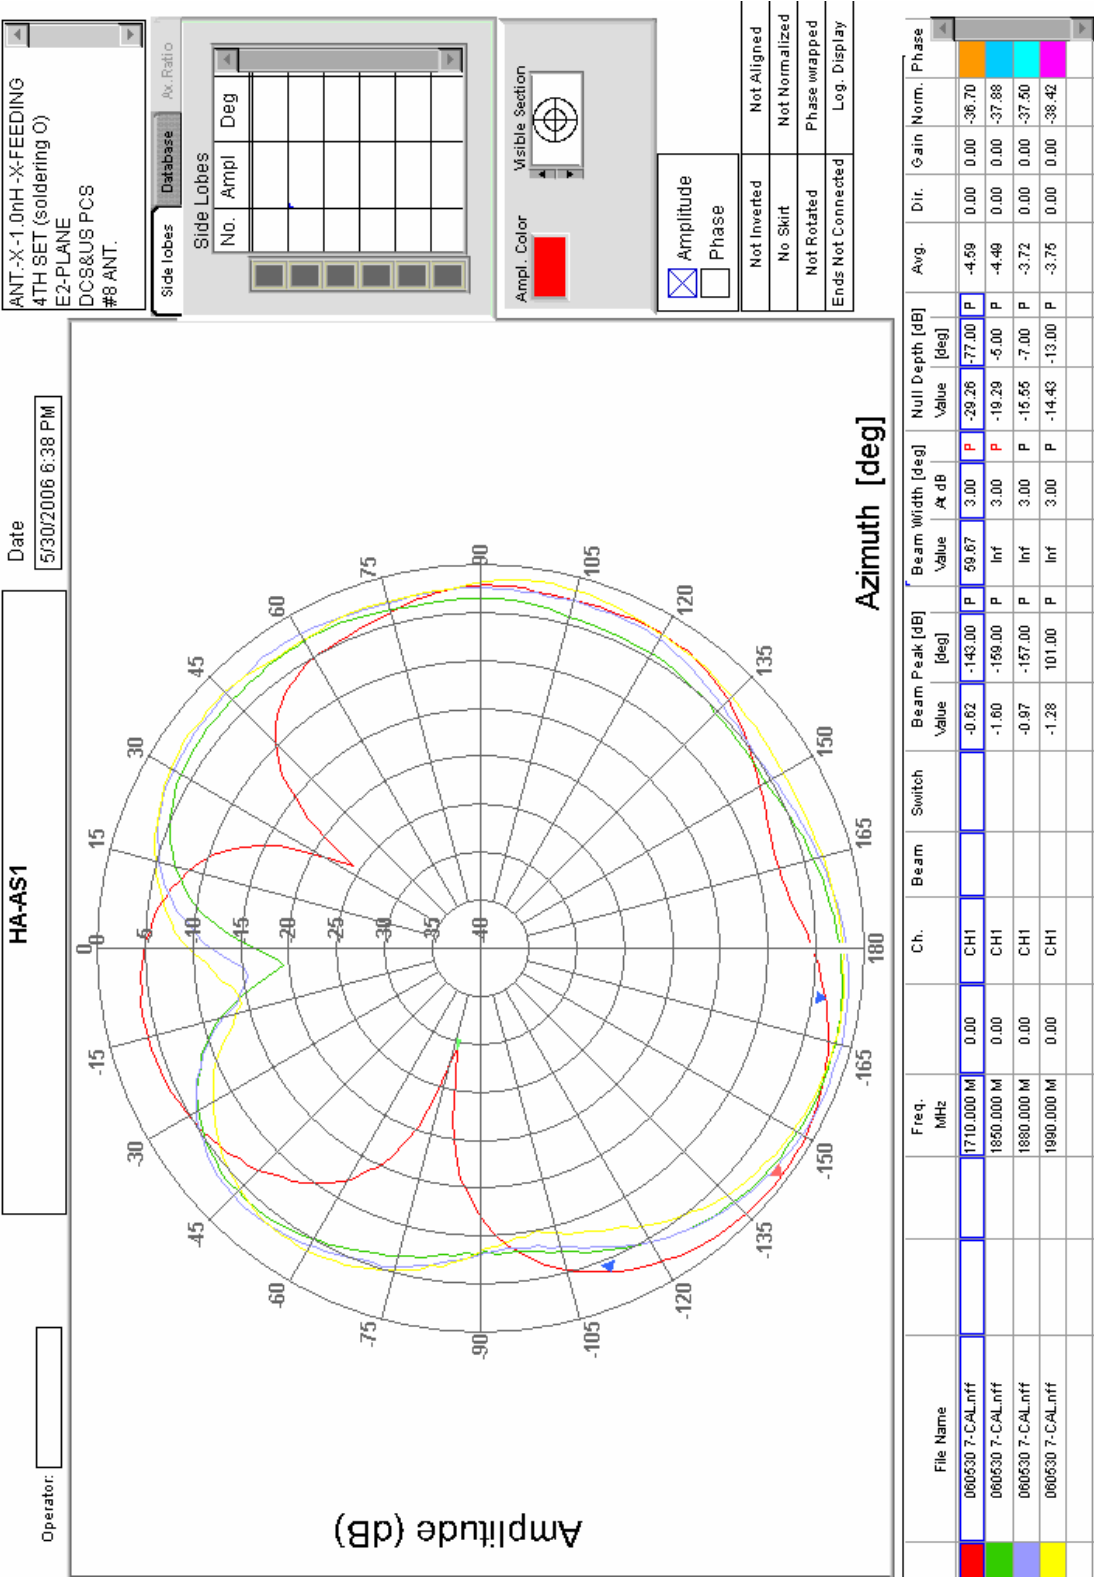 HA-AS1
Operator:
Date
5/30/2006 6:38 PM
ANT.-X-1.0nH -X-FEEDING
4TH SET (soldering O)
E2-PLANE
DCS&US PCS
#8 ANT.
Side lobes Database Ax. Ratio
Side Lobes
No. Ampl Deg
Ampl. Color Visible Section
Amplitude
Phase
Not Inverted Not Aligned
No Skirt Not Normalized
Not Rotated Phase wrapped
Ends Not Connected Log. Display
Amplitude (dB)
Azimuth [deg]
0
15
30
45
60
75
90
105
120
135
150
165
180
-165
-150
-135
-120
-105
-90
-75
-60
-45
-30
-15
0
-5
-10
-15
-20
-25
-30
-35
-40
File Name Freq. MHz Ch. Beam Switch Beam Peak [dB] Value [deg] Beam Width [deg] Value At dB Null Depth [dB] Value [deg] Avg. Dir. Gain Norm. Phase
060530 7-CAL.nff 1710.000 M 0.00 CH1 -0.62 -143.00 P 59.67 3.00 P -29.26 -77.00 P -4.59 0.00 0.00 -36.70
060530 7-CAL.nff 1850.000 M 0.00 CH1 -1.60 -159.00 P Inf 3.00 P -19.29 -5.00 P -4.49 0.00 0.00 -37.88
060530 7-CAL.nff 1880.000 M 0.00 CH1 -0.97 -157.00 P Inf 3.00 P -15.55 -7.00 P -3.72 0.00 0.00 -37.50
060530 7-CAL.nff 1990.000 M 0.00 CH1 -1.28 101.00 P Inf 3.00 P -14.43 -13.00 P -3.75 0.00 0.00 -38.42